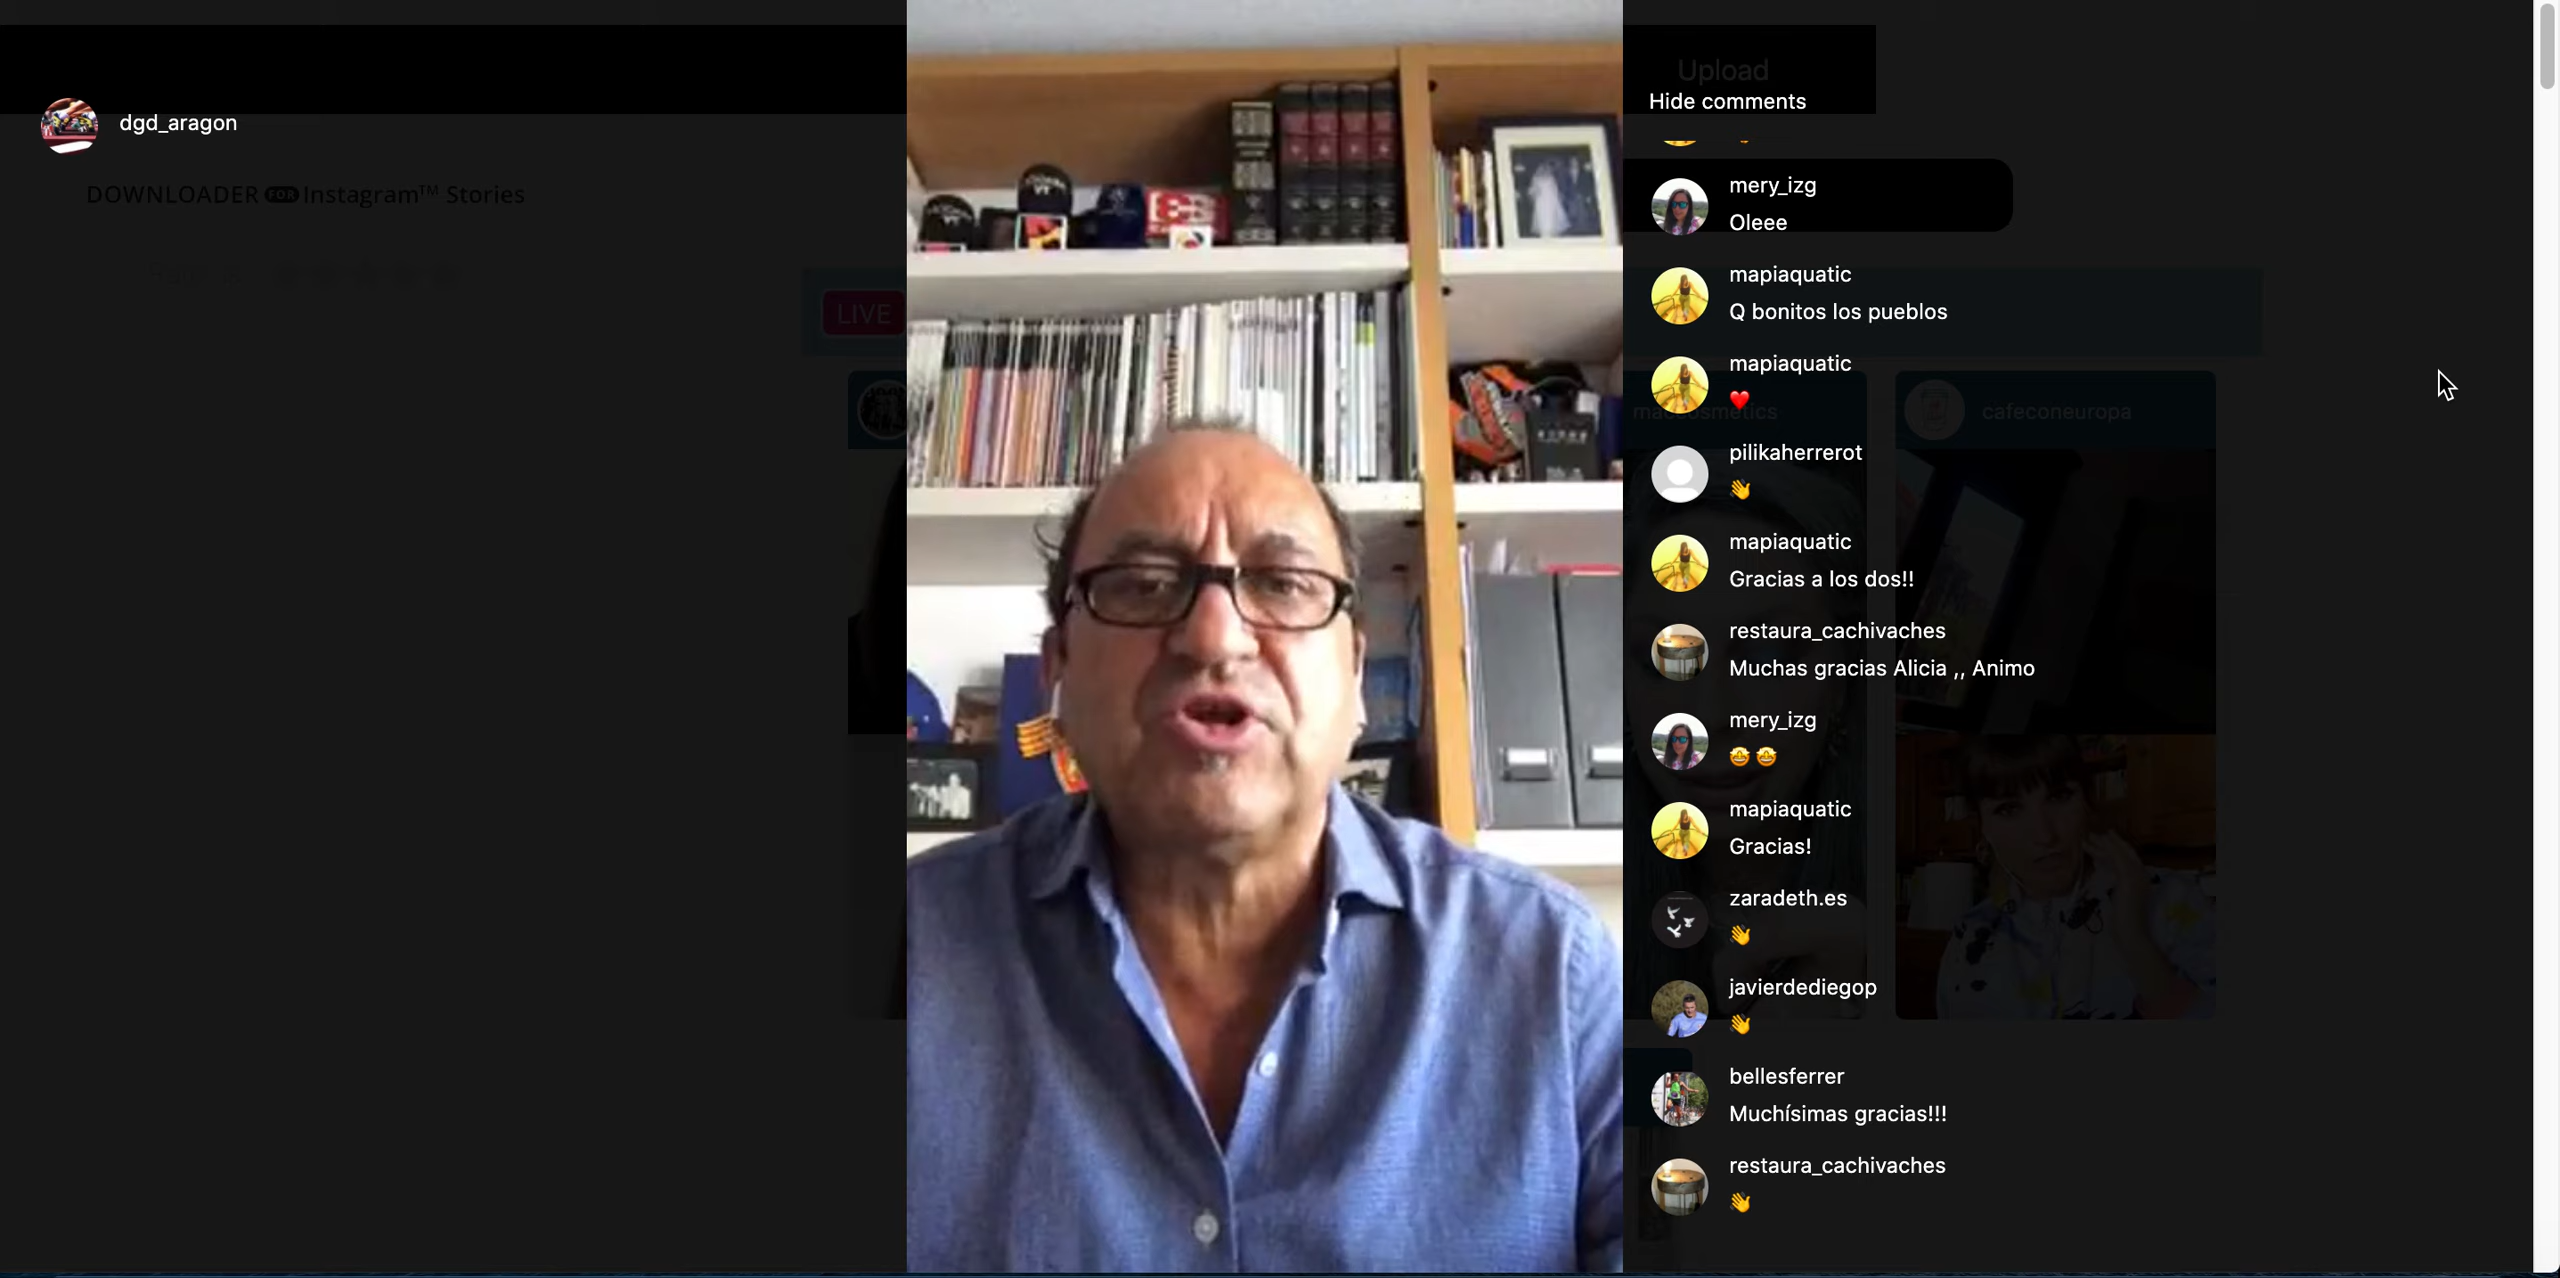 Upload
Hide comments
dgd_aragon
DOWNLOADER FOR Instagram™ Stories
LIVE
mery_izg
Oleee
mapiaquatic
Q bonitos los pueblos
mapiaquatic
❤️
cafeconeuropa
pilikaherrerot
👋
mapiaquatic
Gracias a los dos!!
restaura_cachivaches
Muchas gracias Alicia ,, Animo
mery_izg
🤩🤩
mapiaquatic
Gracias!
zaradeth.es
👋
javierdediegop
👋
bellesferrer
Muchísimas gracias!!!
restaura_cachivaches
👋